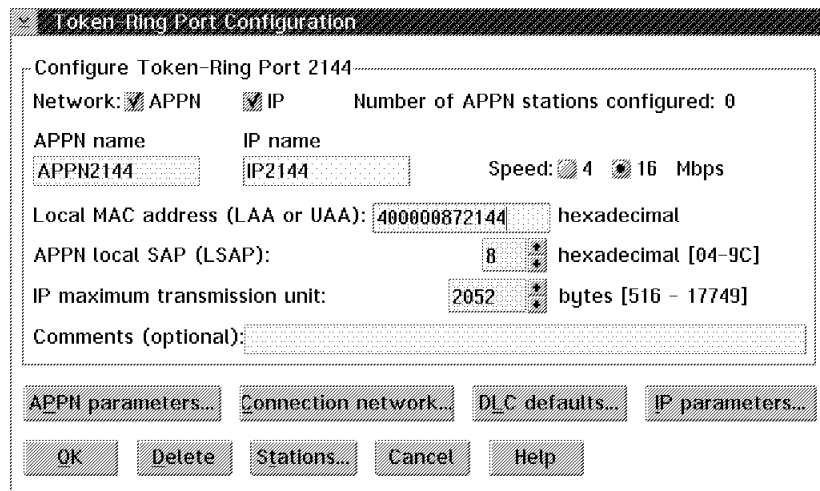 Token-Ring Port Configuration
Configure Token-Ring Port 2144
Network: APPN IP Number of APPN stations configured: 0
APPN name IP name
APPN2144 IP2144 Speed: 4 16 Mbps
Local MAC address (LAA or UAA): 400000872144 hexadecimal
APPN local SAP (LSAP): 8 hexadecimal [04-9C]
IP maximum transmission unit: 2052 bytes [516 - 17749]
Comments (optional):
APPN parameters... Connection network... DLC defaults... IP parameters...
OK Delete Stations... Cancel Help